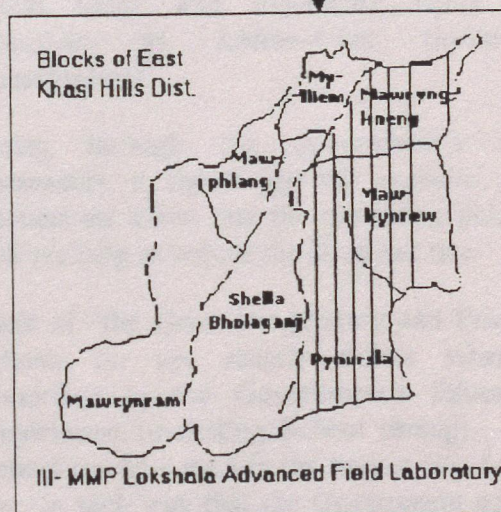 Blocks of East
Khasi Hills Dist.
My-
lliem
Mawryng-
Hneng
Maw-
phlang
Maw-
kynrew
Shella
Bholaganj
Pynursla
Mawsynram
III- MMP Lokshala Advanced Field Laboratory